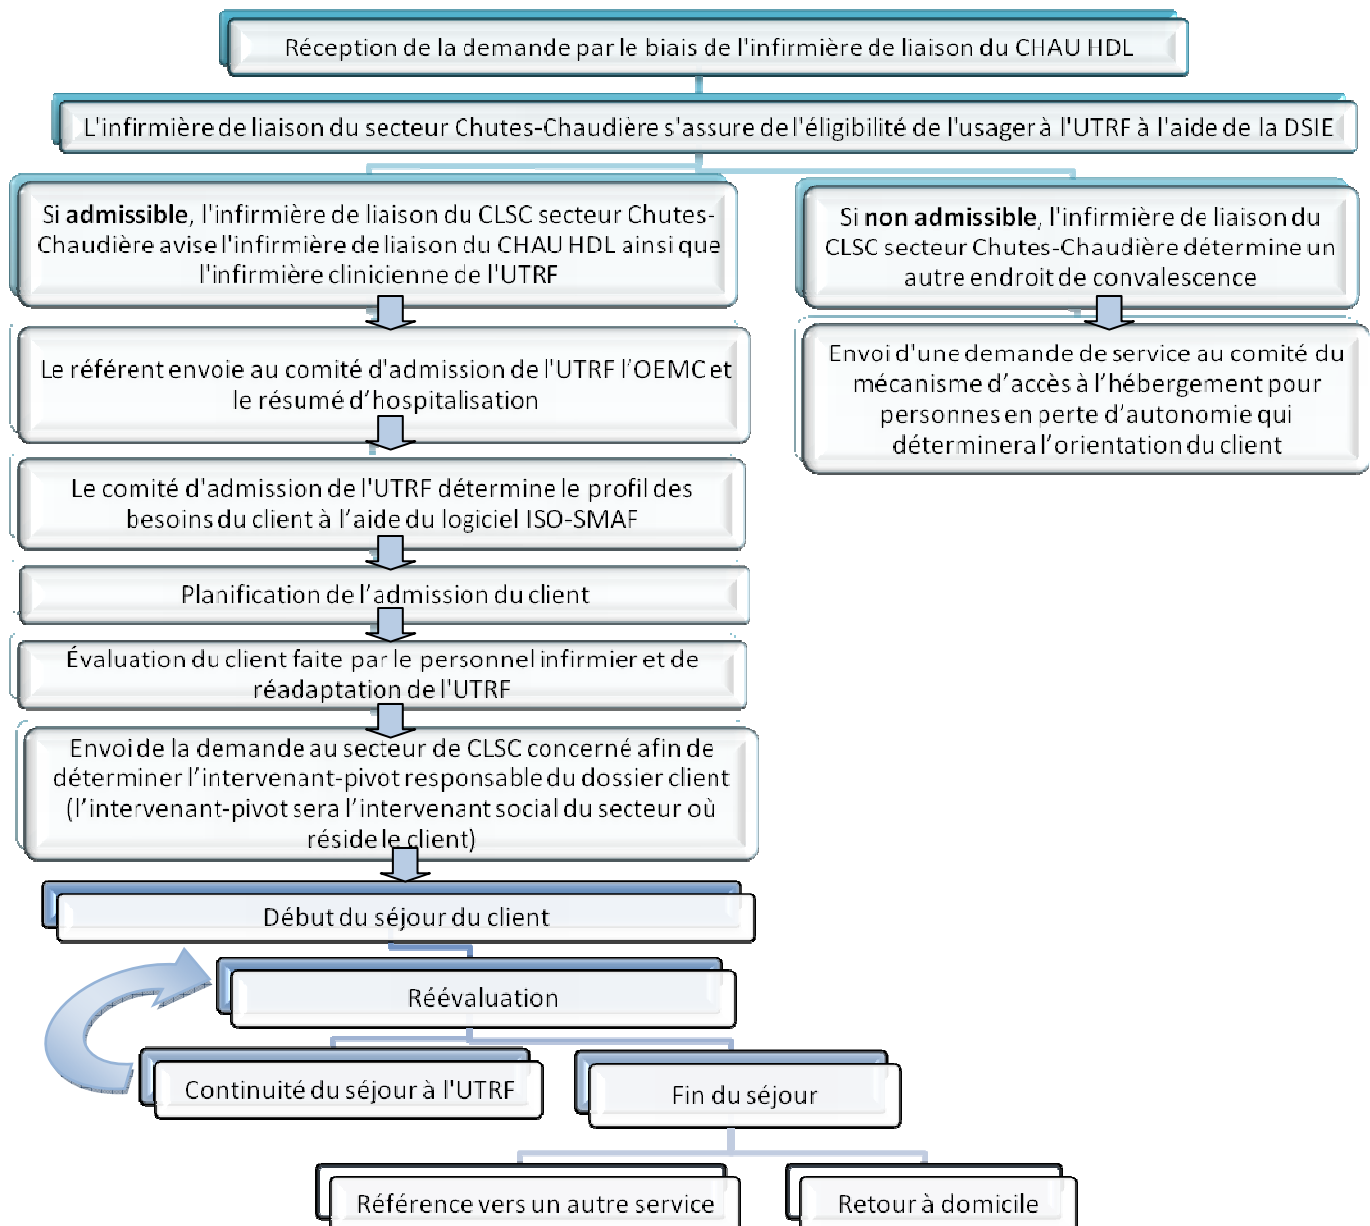 Réception de la demande par le biais de l'infirmière de liaison du CHAU HDL
L'infirmière de liaison du secteur Chutes-Chaudière s'assure de l'éligibilité de l'usager à l'UTRF à l'aide de la DSIE
Si admissible, l'infirmière de liaison du CLSC secteur Chutes-
Chaudière avise l'infirmière de liaison du CHAU HDL ainsi que
l'infirmière clinicienne de l'UTRF
Si non admissible, l'infirmière de liaison du
CLSC secteur Chutes-Chaudière détermine un
autre endroit de convalescence
Le référent envoie au comité d'admission de l'UTRF l’OEMC et
le résumé d’hospitalisation
Envoi d'une demande de service au comité du
mécanisme d’accès à l’hébergement pour
personnes en perte d’autonomie qui
déterminera l’orientation du client
Le comité d'admission de l'UTRF détermine le profil des
besoins du client à l’aide du logiciel ISO-SMAF
Planification de l’admission du client
Évaluation du client faite par le personnel infirmier et de
réadaptation de l'UTRF
Envoi de la demande au secteur de CLSC concerné afin de
déterminer l’intervenant-pivot responsable du dossier client
(l’intervenant-pivot sera l’intervenant social du secteur où
réside le client)
Début du séjour du client
Réévaluation
Continuité du séjour à l'UTRF
Fin du séjour
Référence vers un autre service
Retour à domicile